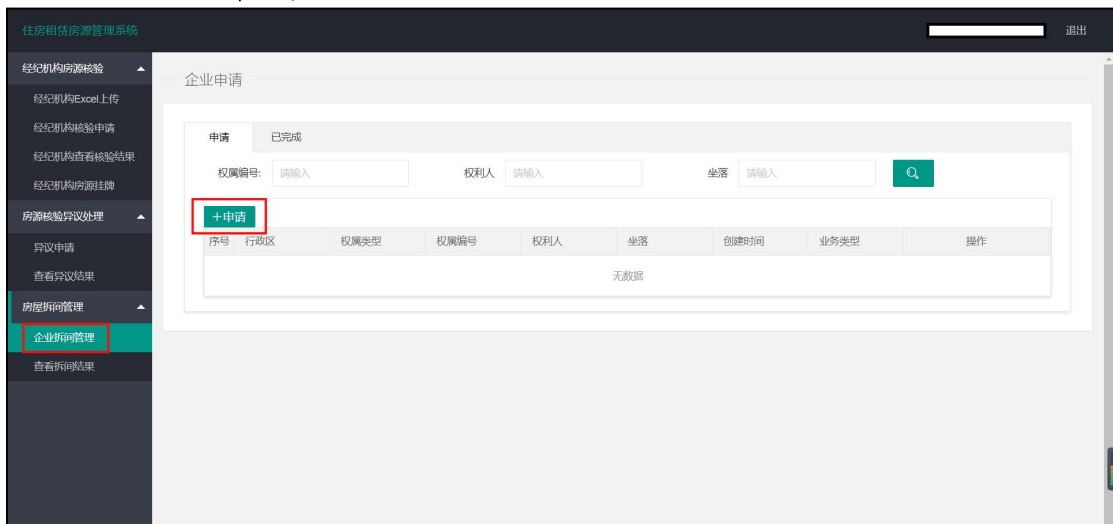 住房租赁房源管理系统
退出
经纪机构房源核验
经纪机构Excel上传
经纪机构核验申请
经纪机构查看核验结果
经纪机构房源挂牌
房源核验异议处理
异议申请
查看异议结果
房屋拆间管理
企业拆间管理
查看拆间结果
企业申请
申请 已完成
权属编号: 请输入 权利人 请输入 坐落 请输入
+申请
序号 行政区 权属类型 权属编号 权利人 坐落 创建时间 业务类型 操作
无数据